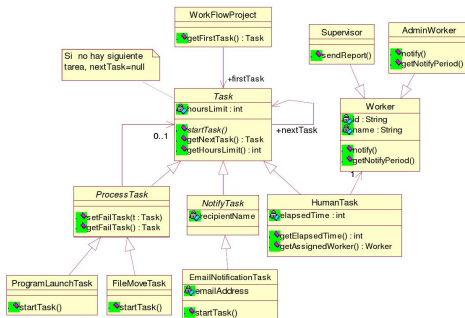 WorkFlowProject
getFirstTask() : Task
Supervisor
sendReport()
AdminWorker
notify()
getNotifyPeriod()
Si no hay siguiente
tarea, nextTask=null
+firstTask
Task
hoursLimit : int
startTask()
getNextTask() : Task
getHoursLimit() : int
+nextTask
0..1
Worker
id : String
name : String
notify()
getNotifyPeriod()
1
ProcessTask
setFailTask(t : Task)
getFailTask() : Task
NotifyTask
recipientName
HumanTask
elapsedTime : int
getElapsedTime() : int
getAssignedWorker() : Worker
ProgramLaunchTask
startTask()
FileMoveTask
startTask()
EmailNotificationTask
emailAddress
startTask()